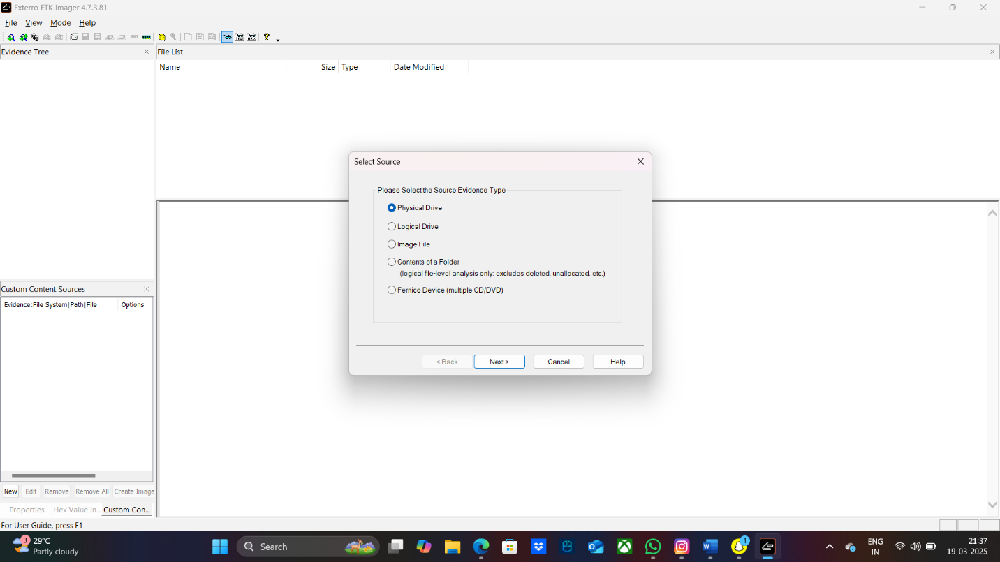 Exterro FTK Imager 4.7.3.81
File View Mode Help
Evidence Tree
File List
Name Size Type Date Modified
Select Source
Please Select the Source Evidence Type
Physical Drive
Logical Drive
Image File
Contents of a Folder
(logical file-level analysis only; excludes deleted, unallocated, etc.)
Fernico Device (multiple CD/DVD)
< Back Next > Cancel Help
Custom Content Sources
Evidence:File System|Path|File Options
New Edit Remove Remove All Create Image
Properties Hex Value In... Custom Con...
For User Guide, press F1
3
29°C
Partly cloudy
Search
1
ENG
IN
21:37
19-03-2025